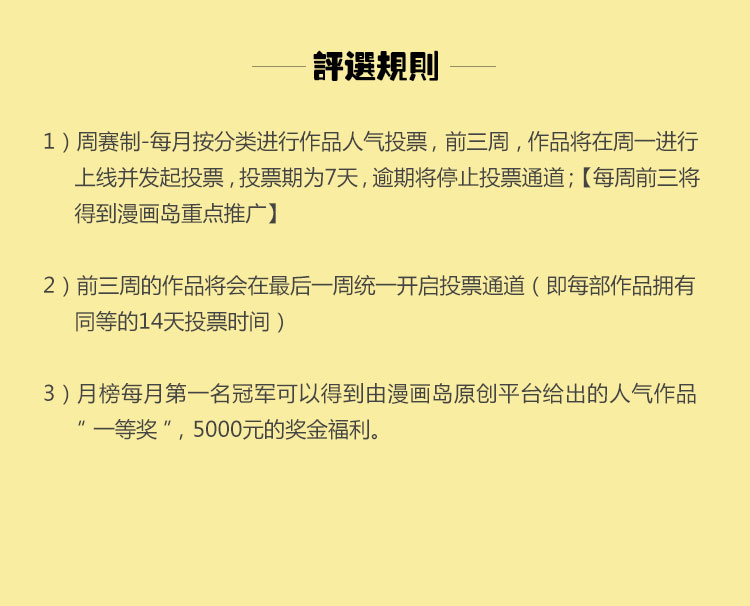 評選規則
1）周赛制-每月按分类进行作品人气投票，前三周，作品将在周一进行
上线并发起投票，投票期为7天，逾期将停止投票通道；【每周前三将
得到漫画岛重点推广】
2）前三周的作品将会在最后一周统一开启投票通道（即每部作品拥有
同等的14天投票时间）
3）月榜每月第一名冠军可以得到由漫画岛原创平台给出的人气作品
“一等奖”，5000元的奖金福利。